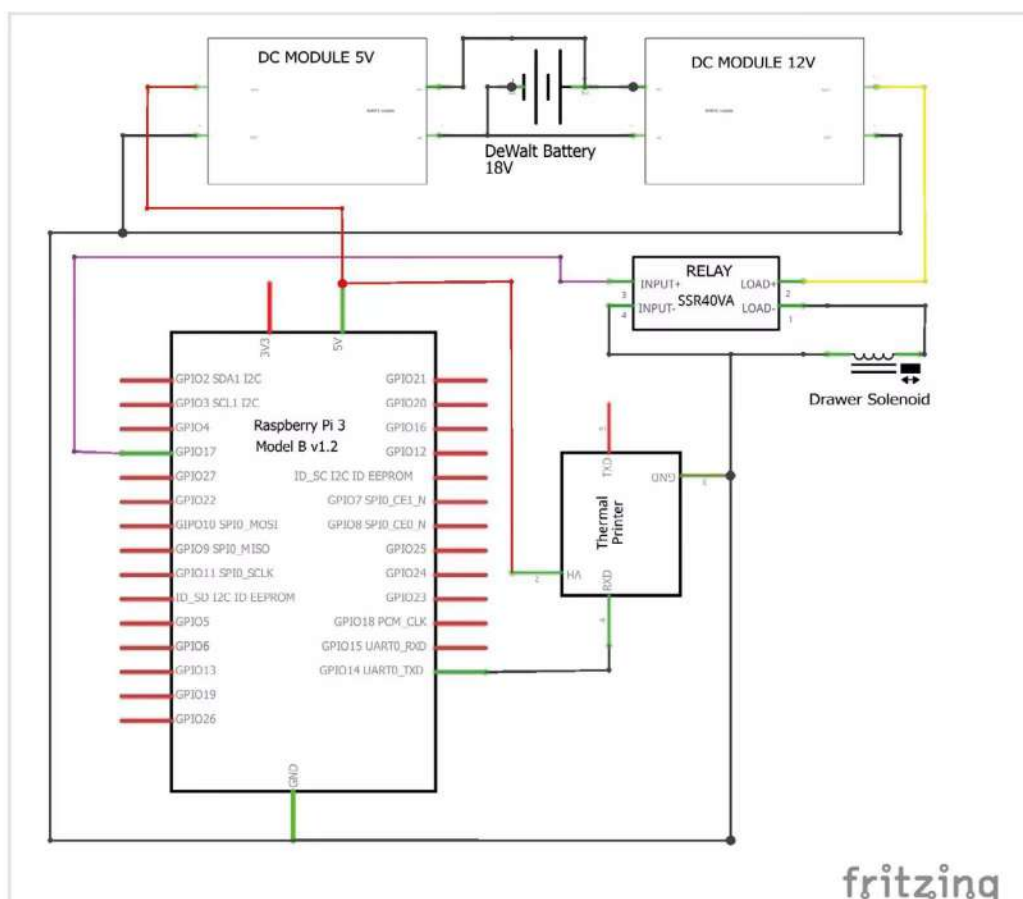 DC MODULE 5V
DC MODULE 12V
DeWalt Battery
18V
RELAY
SSR40VA
INPUT+
INPUT-
LOAD+
LOAD-
3
4
2
1
Drawer Solenoid
3V3
5V
Raspberry Pi 3
Model B v1.2
GPIO2 SDA1 I2C
GPIO3 SCL1 I2C
GPIO4
GPIO17
GPIO27
GPIO22
GIPO10 SPI0_MOSI
GPIO9 SPI0_MISO
GPIO11 SPI0_SCLK
ID_SD I2C ID EEPROM
GPIO5
GPIO6
GPIO13
GPIO19
GPIO26
GPIO21
GPIO20
GPIO16
GPIO12
ID_SC I2C ID EEPROM
GPIO7 SPI0_CE1_N
GPIO8 SPI0_CE0_N
GPIO25
GPIO24
GPIO23
GPIO18 PCM_CLK
GPIO15 UART0_RXD
GPIO14 UART0_TXD
GND
TXD
GND
Thermal
Printer
VH
2
RXD
4
fritzing